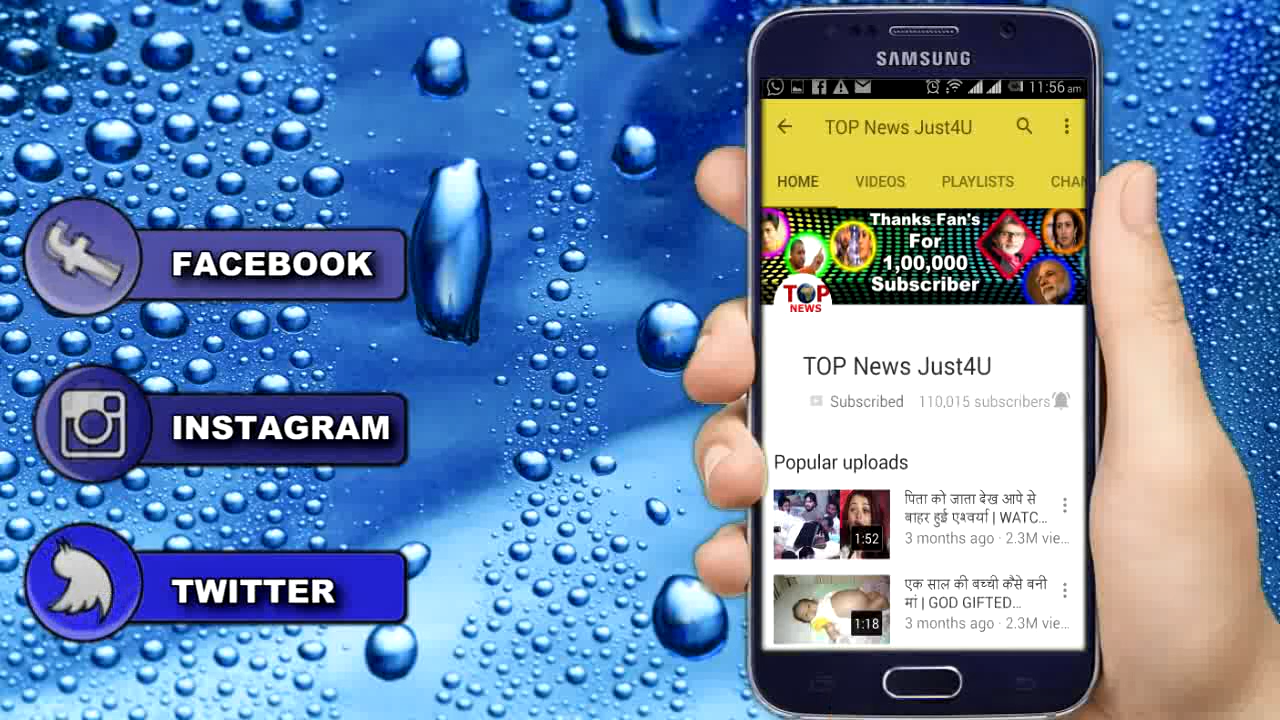 FACEBOOK
INSTAGRAM
TWITTER
SAMSUNG
11:56 am
TOP News Just4U
HOME VIDEOS PLAYLISTS CHAN
Thanks Fan's
For
1,00,000
Subscriber
TOP
NEWS
TOP News Just4U
Subscribed 110,015 subscribers
Popular uploads
पिता को जाता देख आपे से
बाहर हुई एश्वर्या | WATC...
1:52
3 months ago · 2.3M vie...
एक साल की बच्ची कैसे बनी
मां | GOD GIFTED...
1:18
3 months ago · 2.3M vie...